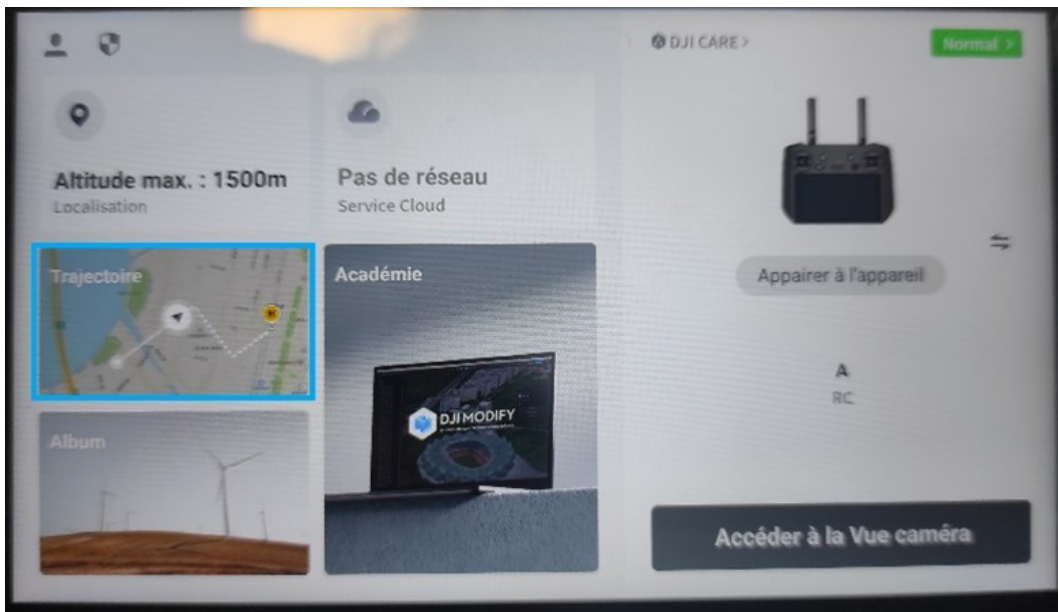 DJI CARE >
Normal >
Altitude max. : 1500m
Localisation
Pas de réseau
Service Cloud
Trajectoire
Académie
DJI MODIFY
Album
Appairer à l'appareil
A
RC
Accéder à la Vue caméra